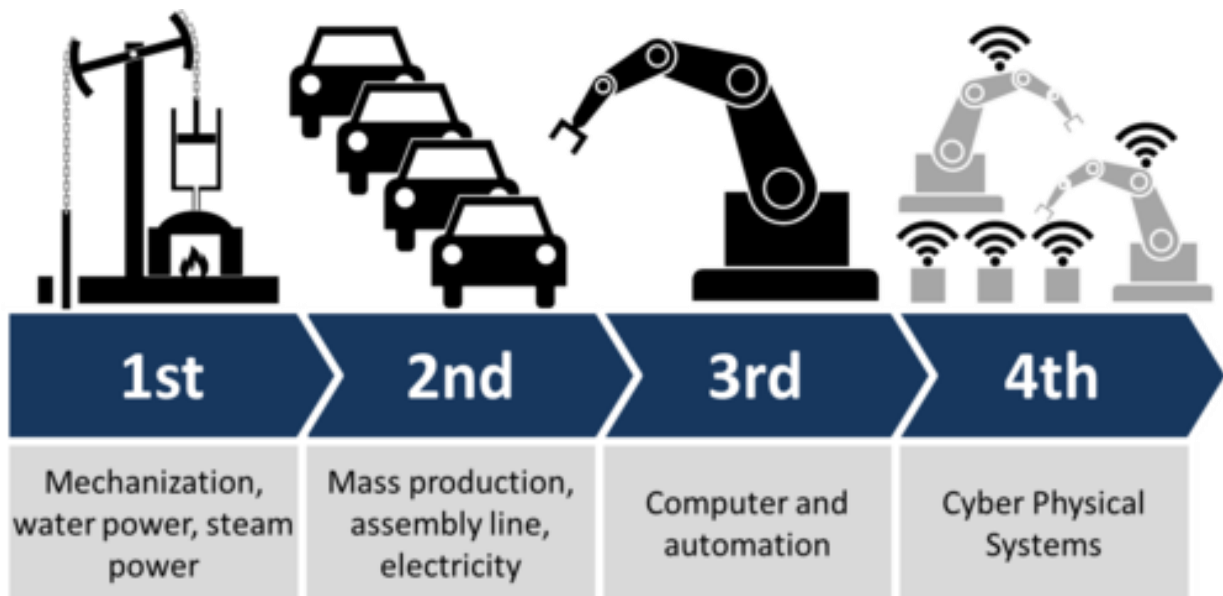 1st
2nd
3rd
4th
Mechanization,
water power, steam
power
Mass production,
assembly line,
electricity
Computer and
automation
Cyber Physical
Systems